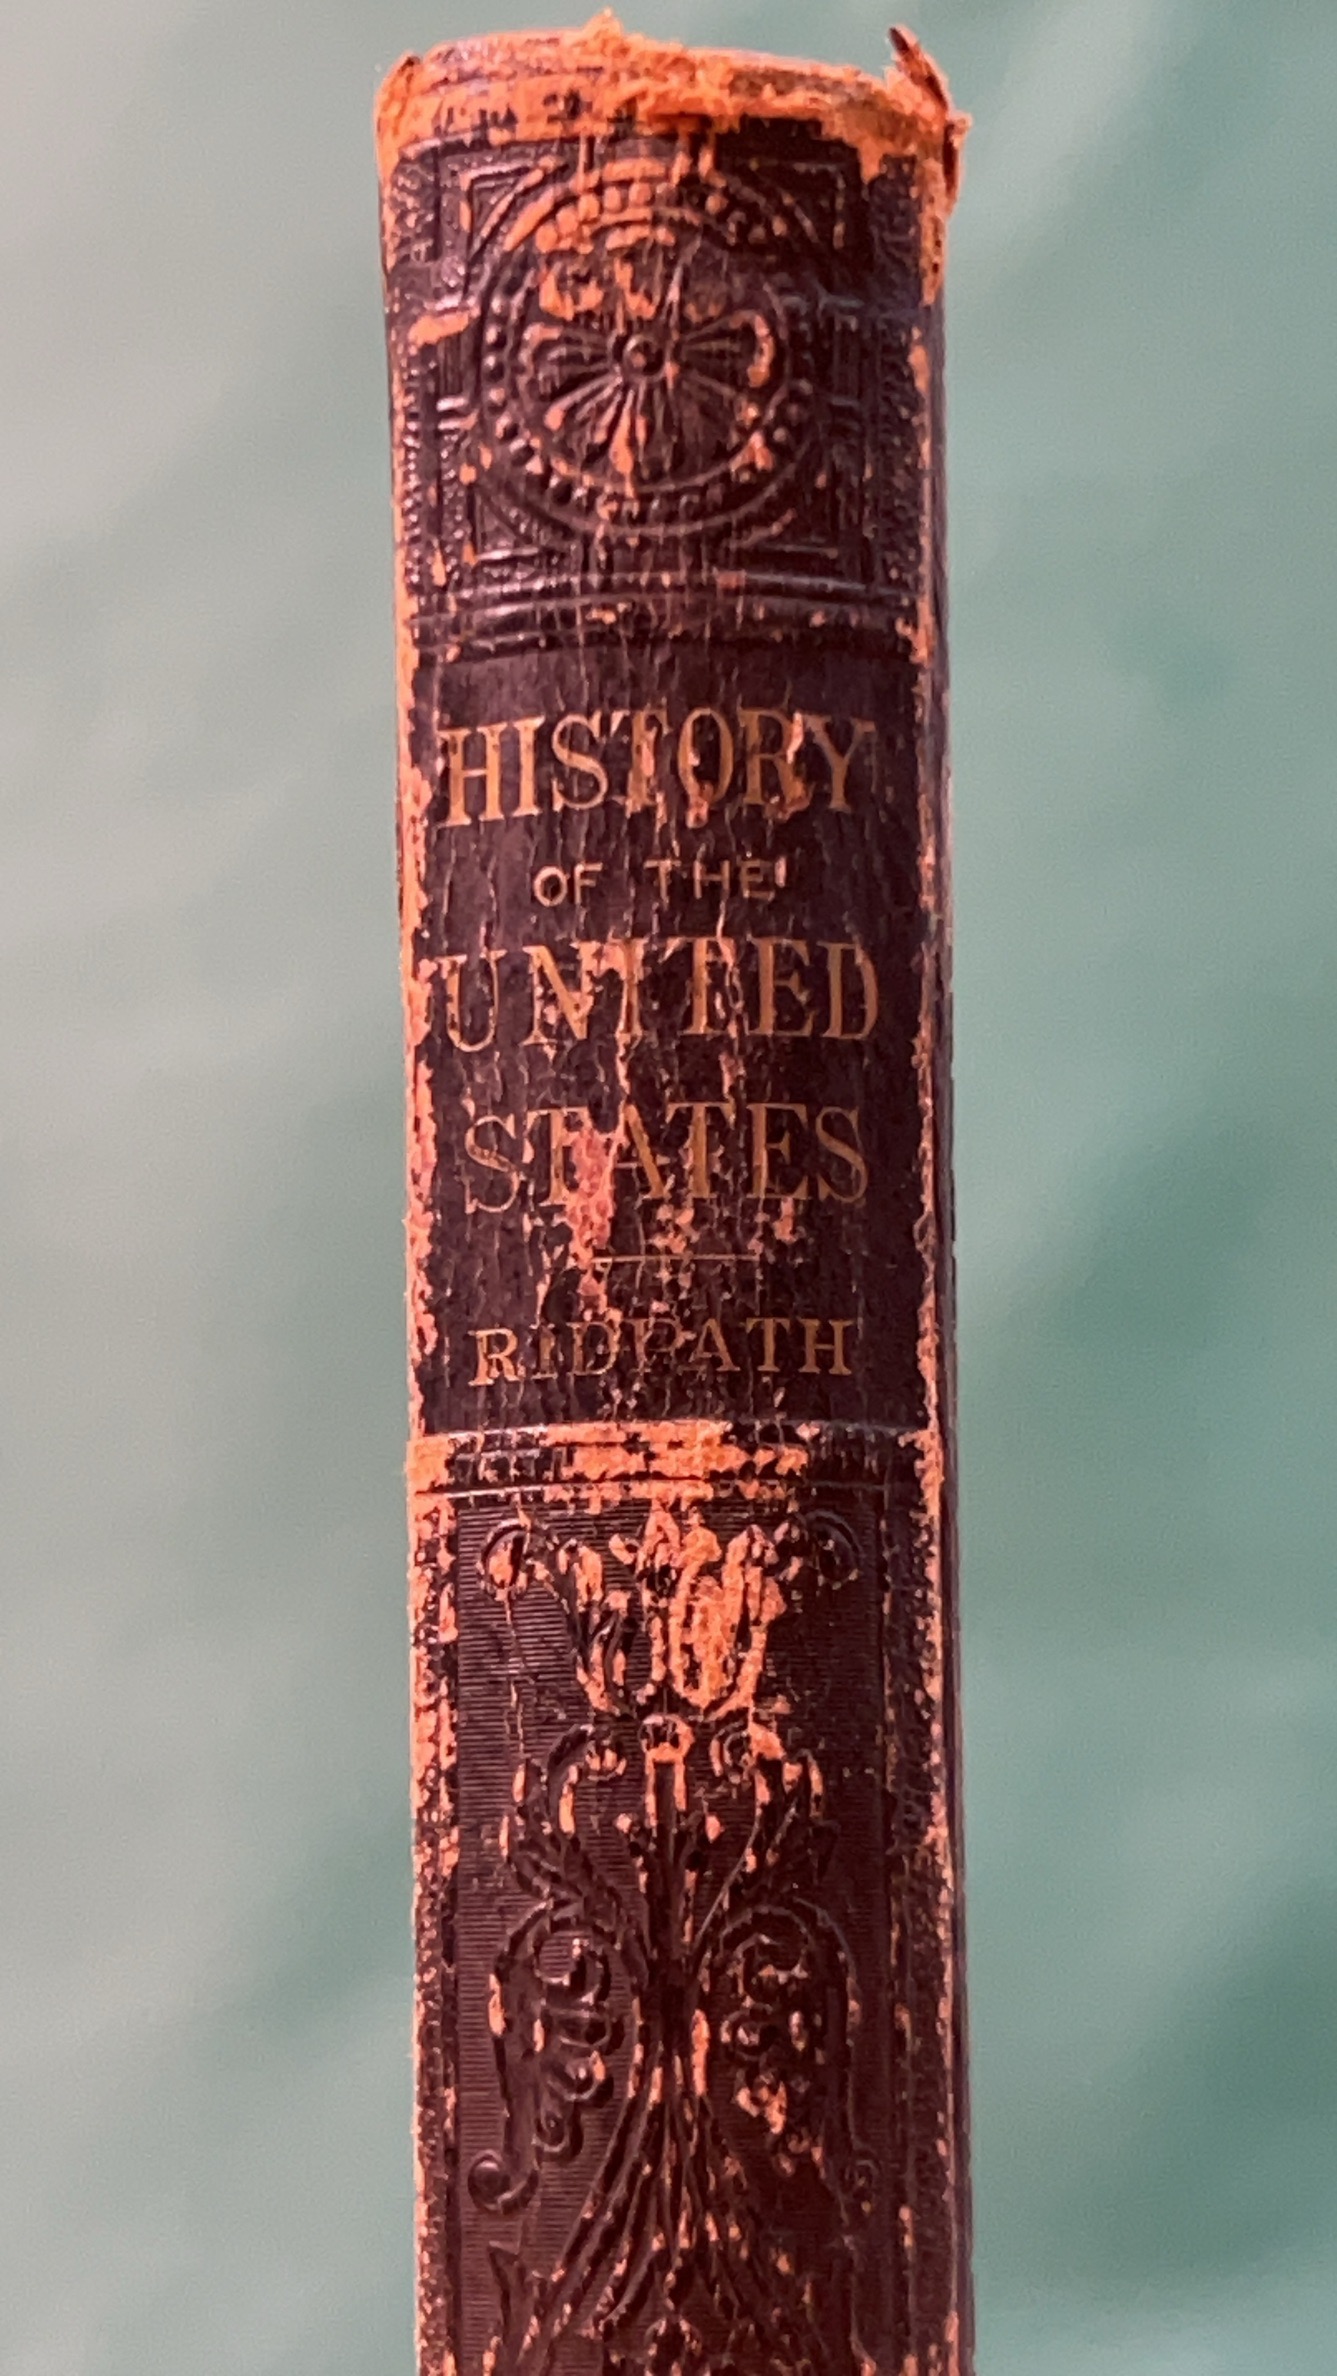 HISTORY
OF THE
UNITED
STATES
RIDPATH